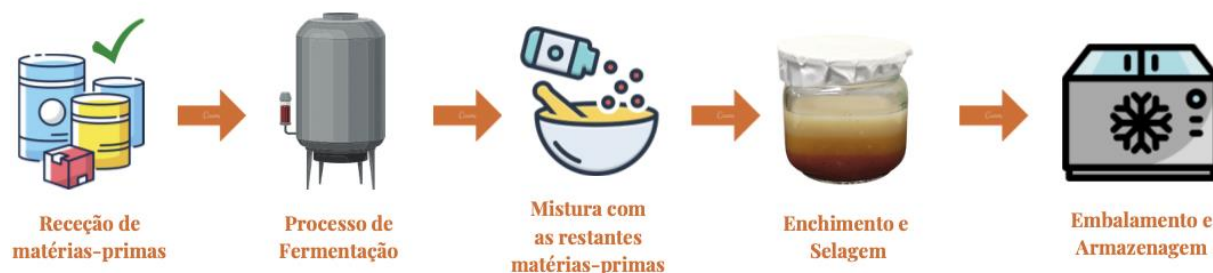 Receção de
matérias-primas
Processo de
Fermentação
Mistura com
as restantes
matérias-primas
Enchimento e
Selagem
Embalamento e
Armazenagem